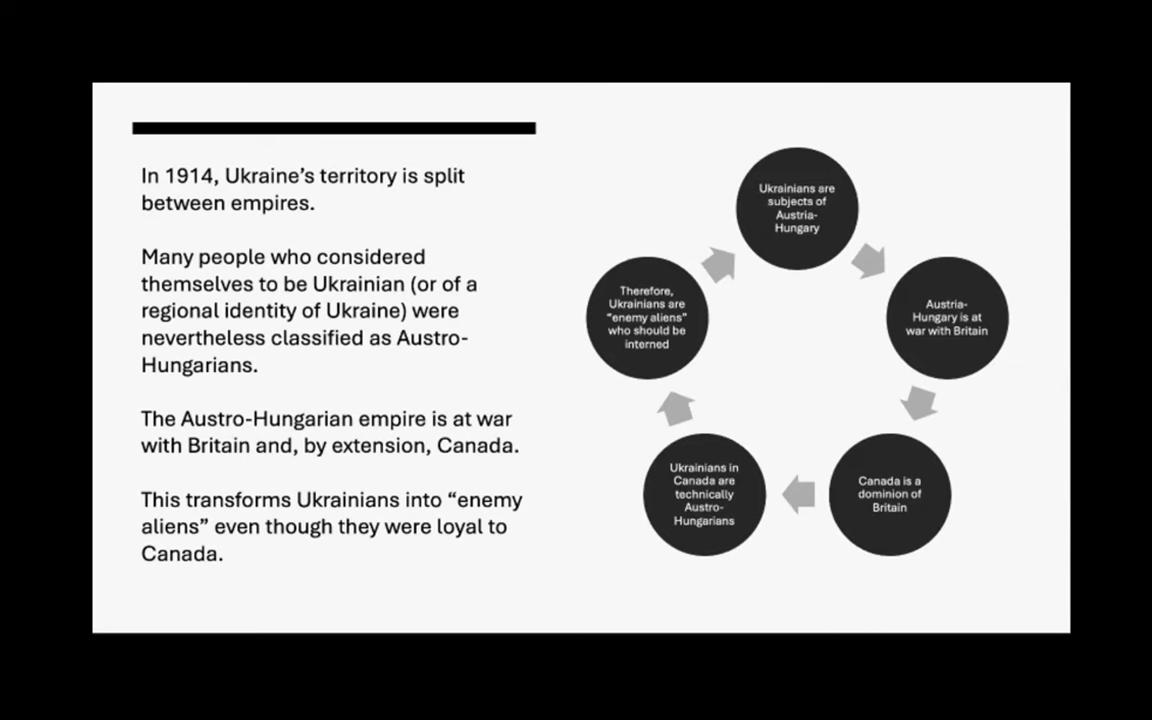 In 1914, Ukraine's territory is split
between empires.
Many people who considered
themselves to be Ukrainian (or of a
regional identity of Ukraine) were
nevertheless classified as Austro-
Hungarians.
The Austro-Hungarian empire is at war
with Britain and, by extension, Canada.
This transforms Ukrainians into “enemy
aliens” even though they were loyal to
Canada.
Ukrainians are
subjects of
Austria-
Hungary
Austria-
Hungary is at
war with Britain
Canada is a
dominion of
Britain
Ukrainians in
Canada are
technically
Austro-
Hungarians
Therefore,
Ukrainians are
“enemy aliens”
who should be
interned